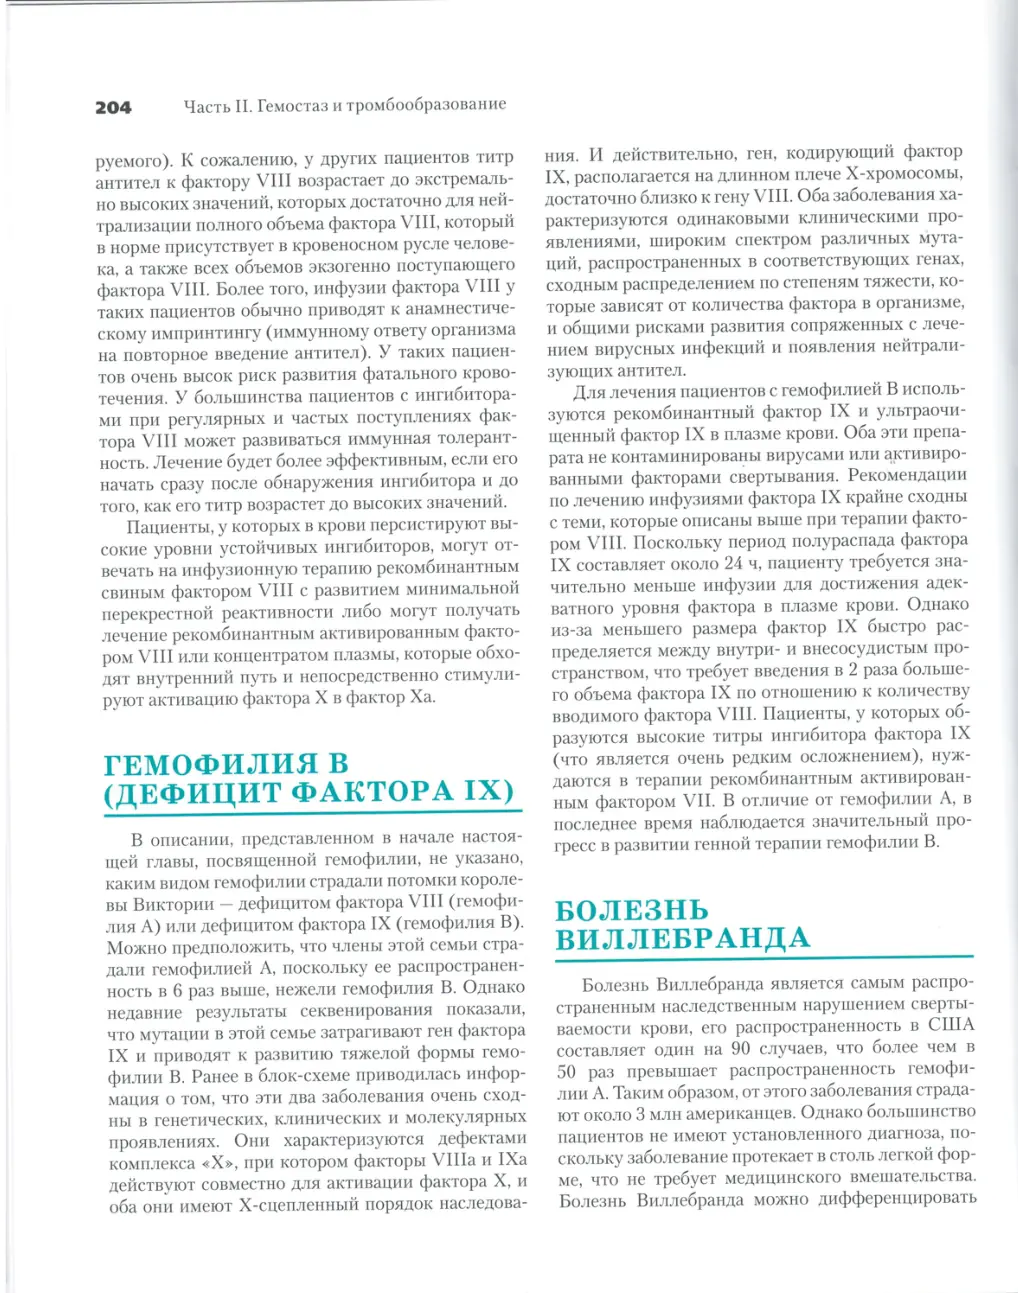 204 Часть II. Гемостаз и тромбообразование
руемого). К сожалению, у других пациентов титр
антител к фактору VIII возрастает до экстремаль-
но высоких значений, которых достаточно для ней-
трализации полного объема фактора VIII, который
в норме присутствует в кровеносном русле челове-
ка, а также всех объемов экзогенно поступающего
фактора VIII. Более того, инфузии фактора VIII у
таких пациентов обычно приводят к анамнестиче-
скому импринтингу (иммунному ответу организма
на повторное введение антител). У таких пациен-
тов очень высок риск развития фатального крово-
течения. У большинства пациентов с ингибитора-
ми при регулярных и частых поступлениях фак-
тора VIII может развиваться иммунная толерант-
ность. Лечение будет более эффективным, если его
начать сразу после обнаружения ингибитора и до
того, как его титр возрастет до высоких значений.
Пациенты, у которых в крови персистируют вы-
сокие уровни устойчивых ингибиторов, могут от-
вечать на инфузионную терапию рекомбинантным
свиным фактором VIII с развитием минимальной
перекрестной реактивности либо могут получать
лечение рекомбинантным активированным факто-
ром VIII или концентратом плазмы, которые обхо-
дят внутренний путь и непосредственно стимули-
руют активацию фактора X в фактор Xa.
ГЕМОФИЛИЯ В
(ДЕФИЦИТ ФАКТОРА IX)
В описании, представленном в начале настоя-
щей главы, посвященной гемофилии, не указано,
каким видом гемофилии страдали потомки короле-
вы Виктории — дефицитом фактора VIII (гемофи-
лия А) или дефицитом фактора IX (гемофилия В).
Можно предположить, что члены этой семьи стра-
дали гемофилией А, поскольку ее распространен-
ность в 6 раз выше, нежели гемофилия В. Однако
недавние результаты секвенирования показали,
что мутации в этой семье затрагивают ген фактора
IX и приводят к развитию тяжелой формы гемо-
филии В. Ранее в блок-схеме приводилась инфор-
мация о том, что эти два заболевания очень сход-
ны в генетических, клинических и молекулярных
проявлениях. Они характеризуются дефектами
комплекса «X», при котором факторы VIIIa и IXa
действуют совместно для активации фактора X, и
оба они имеют X-сцепленный порядок наследова-
ния. И действительно, ген, кодирующий фактор
IX, располагается на длинном плече X-хромосомы,
достаточно близко к гену VIII. Оба заболевания ха-
рактеризуются одинаковыми клиническими про-
явлениями, широким спектром различных мута-
ций, распространенных в соответствующих генах,
сходным распределением по степеням тяжести, ко-
торые зависят от количества фактора в организме,
и общими рисками развития сопряженных с лече-
нием вирусных инфекций и появления нейтрали-
зующих антител.
Для лечения пациентов с гемофилией В исполь-
зуются рекомбинантный фактор IX и ультраочи-
щенный фактор IX в плазме крови. Оба эти препа-
рата не контаминированы вирусами или активиро-
ванными факторами свертывания. Рекомендации
по лечению инфузиями фактора IX крайне сходны
с теми, которые описаны выше при терапии факто-
ром VIII. Поскольку период полураспада фактора
IX составляет около 24 ч, пациенту требуется зна-
чительно меньше инфузии для достижения адек-
ватного уровня фактора в плазме крови. Однако
из-за меньшего размера фактор IX быстро рас-
пределяется между внутри- и внесосудистым про-
странством, что требует введения в 2 раза больше-
го объема фактора IX по отношению к количеству
вводимого фактора VIII. Пациенты, у которых об-
разуются высокие титры ингибитора фактора IX
(что является очень редким осложнением), нуж-
даются в терапии рекомбинантным активирован-
ным фактором VII. В отличие от гемофилии А, в
последнее время наблюдается значительный про-
гресс в развитии генной терапии гемофилии В.
БОЛЕЗНЬ
ВИЛЛЕБРАНДА
Болезнь Виллебранда является самым распро-
страненным наследственным нарушением сверты-
ваемости крови, его распространенность в США
составляет один на 90 случаев, что более чем в
50 раз превышает распространенность гемофи-
лии А. Таким образом, от этого заболевания страда-
ют около 3 млн американцев. Однако большинство
пациентов не имеют установленного диагноза, по-
скольку заболевание протекает в столь легкой фор-
ме, что не требует медицинского вмешательства.
Болезнь Виллебранда можно дифференцировать